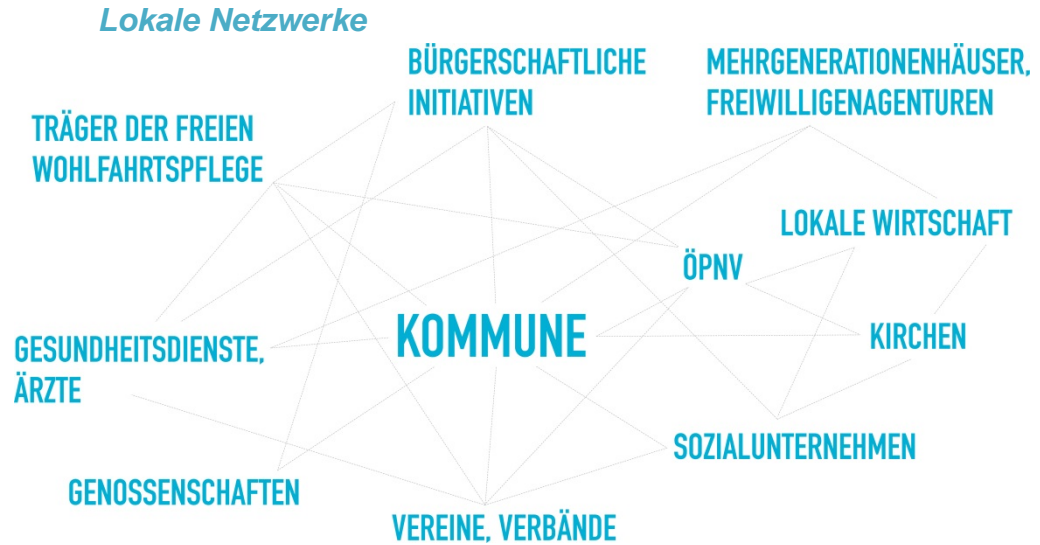 Lokale Netzwerke
BÜRGERSCHAFTLICHE
INITIATIVEN
MEHRGENERATIONENHÄUSER,
FREIWILLIGENAGENTUREN
TRÄGER DER FREIEN
WOHLFAHRTSPFLEGE
LOKALE WIRTSCHAFT
ÖPNV
KOMMUNE
KIRCHEN
GESUNDHEITSDIENSTE,
ÄRZTE
SOZIALUNTERNEHMEN
GENOSSENSCHAFTEN
VEREINE, VERBÄNDE